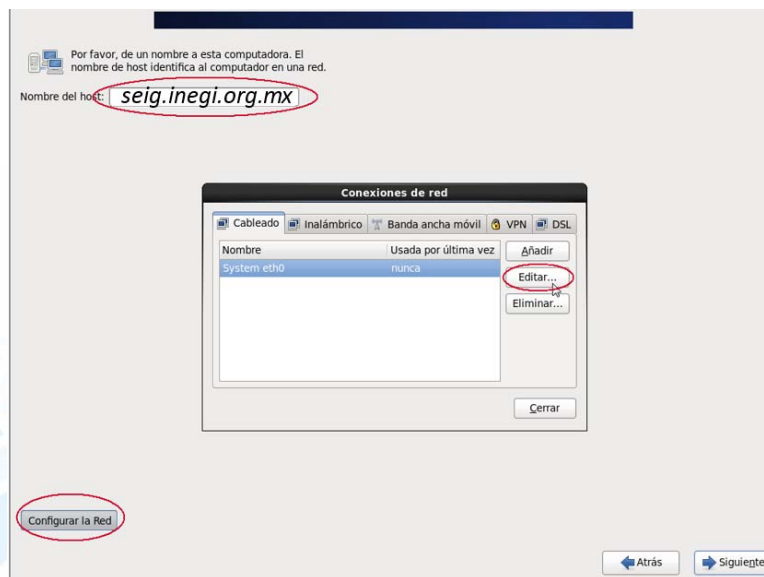 Por favor, de un nombre a esta computadora. El
nombre de host identifica al computador en una red.
Nombre del host: seig.inegi.org.mx
Conexiones de red
Cableado Inalámbrico Banda ancha móvil VPN DSL
Nombre Usada por última vez Añadir
System eth0 nunca Editar...
Eliminar...
Cerrar
Configurar la Red
Atrás Siguiente